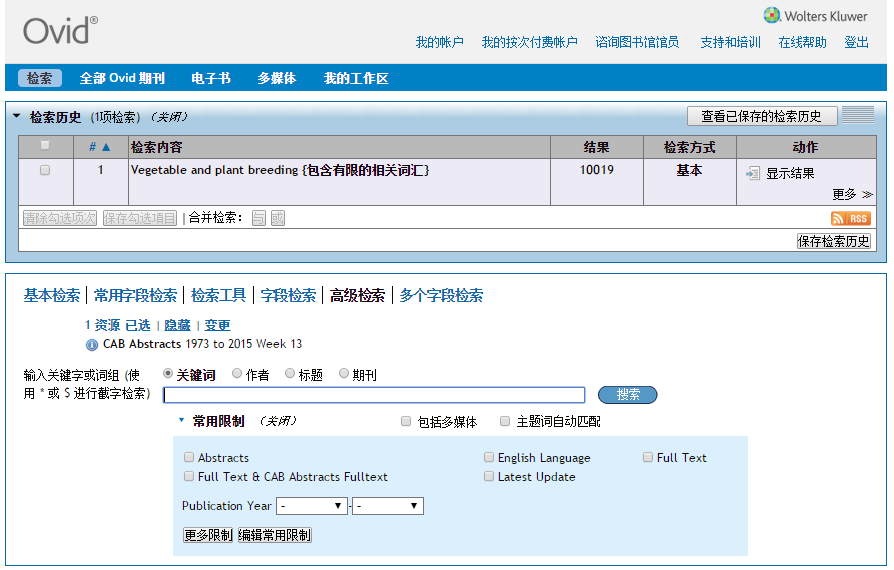 Ovid®
Wolters Kluwer
我的帐户 我的按次付费帐户 谘询图书馆馆员 支持和培训 在线帮助 登出
检索 全部 Ovid 期刊 电子书 多媒体 我的工作区
检索历史 (1项检索) (关闭) 查看已保存的检索历史
# ▲ 检索内容 结果 检索方式 动作
1 Vegetable and plant breeding {包含有限的相关词汇} 10019 基本 显示结果
更多 ≫
清除勾选项次 保存勾选项目 | 合并检索: 与 或 RSS
保存检索历史
基本检索 | 常用字段检索 | 检索工具 | 字段检索 | 高级检索 | 多个字段检索
1 资源 已选 | 隐藏 | 变更
CAB Abstracts 1973 to 2015 Week 13
输入关键字或词组 (使 关键词 作者 标题 期刊
用 * 或 $ 进行截字检索) 搜索
常用限制 (关闭) 包括多媒体 主题词自动匹配
Abstracts English Language Full Text
Full Text & CAB Abstracts Fulltext Latest Update
Publication Year - - -
更多限制 编辑常用限制